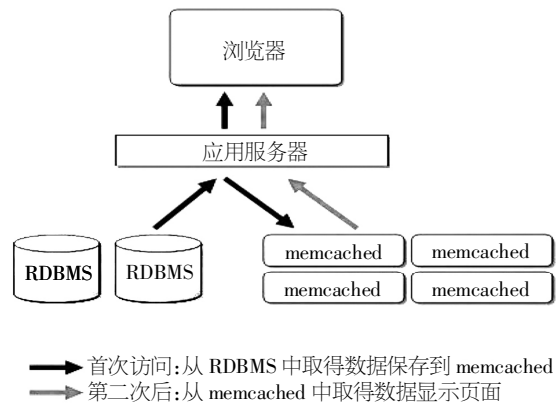 浏览器
应用服务器
RDBMS
RDBMS
memcached
memcached
memcached
memcached
首次访问:从 RDBMS 中取得数据保存到 memcached
第二次后:从 memcached 中取得数据显示页面